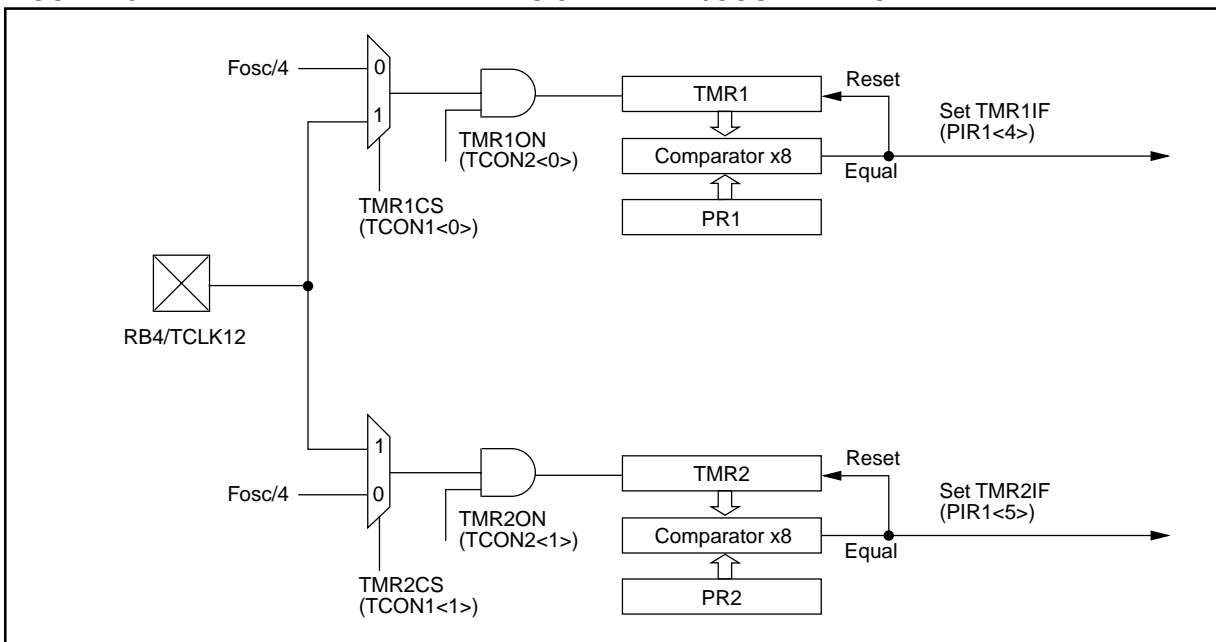 Fosc/4
0
1
TMR1ON
(TCON2<0>)
TMR1CS
(TCON1<0>)
TMR1
Comparator x8
PR1
Reset
Equal
Set TMR1IF
(PIR1<4>)
RB4/TCLK12
1
0
Fosc/4
TMR2ON
(TCON2<1>)
TMR2CS
(TCON1<1>)
TMR2
Comparator x8
PR2
Reset
Equal
Set TMR2IF
(PIR1<5>)